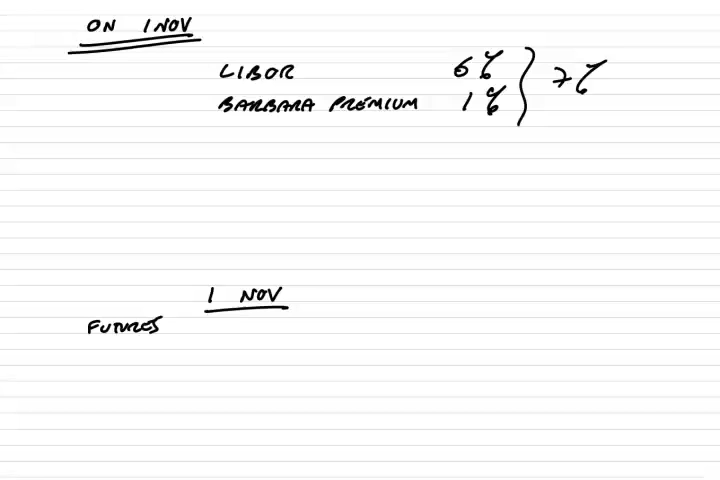 ON 1 NOV
LIBOR 6% } 7%
BARBARA PREMIUM 1%
1 NOV
FUTURES